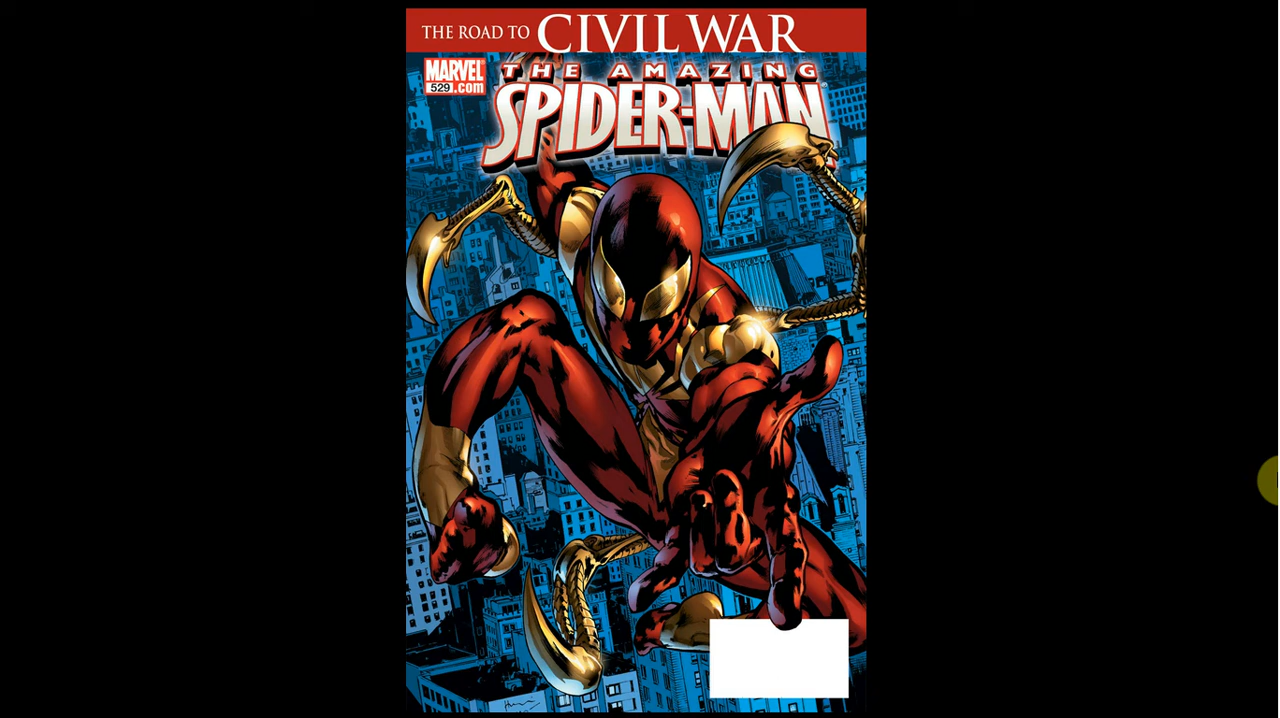 THE ROAD TO CIVIL WAR
MARVEL
529 .com
THE AMAZING
SPIDER-MAN